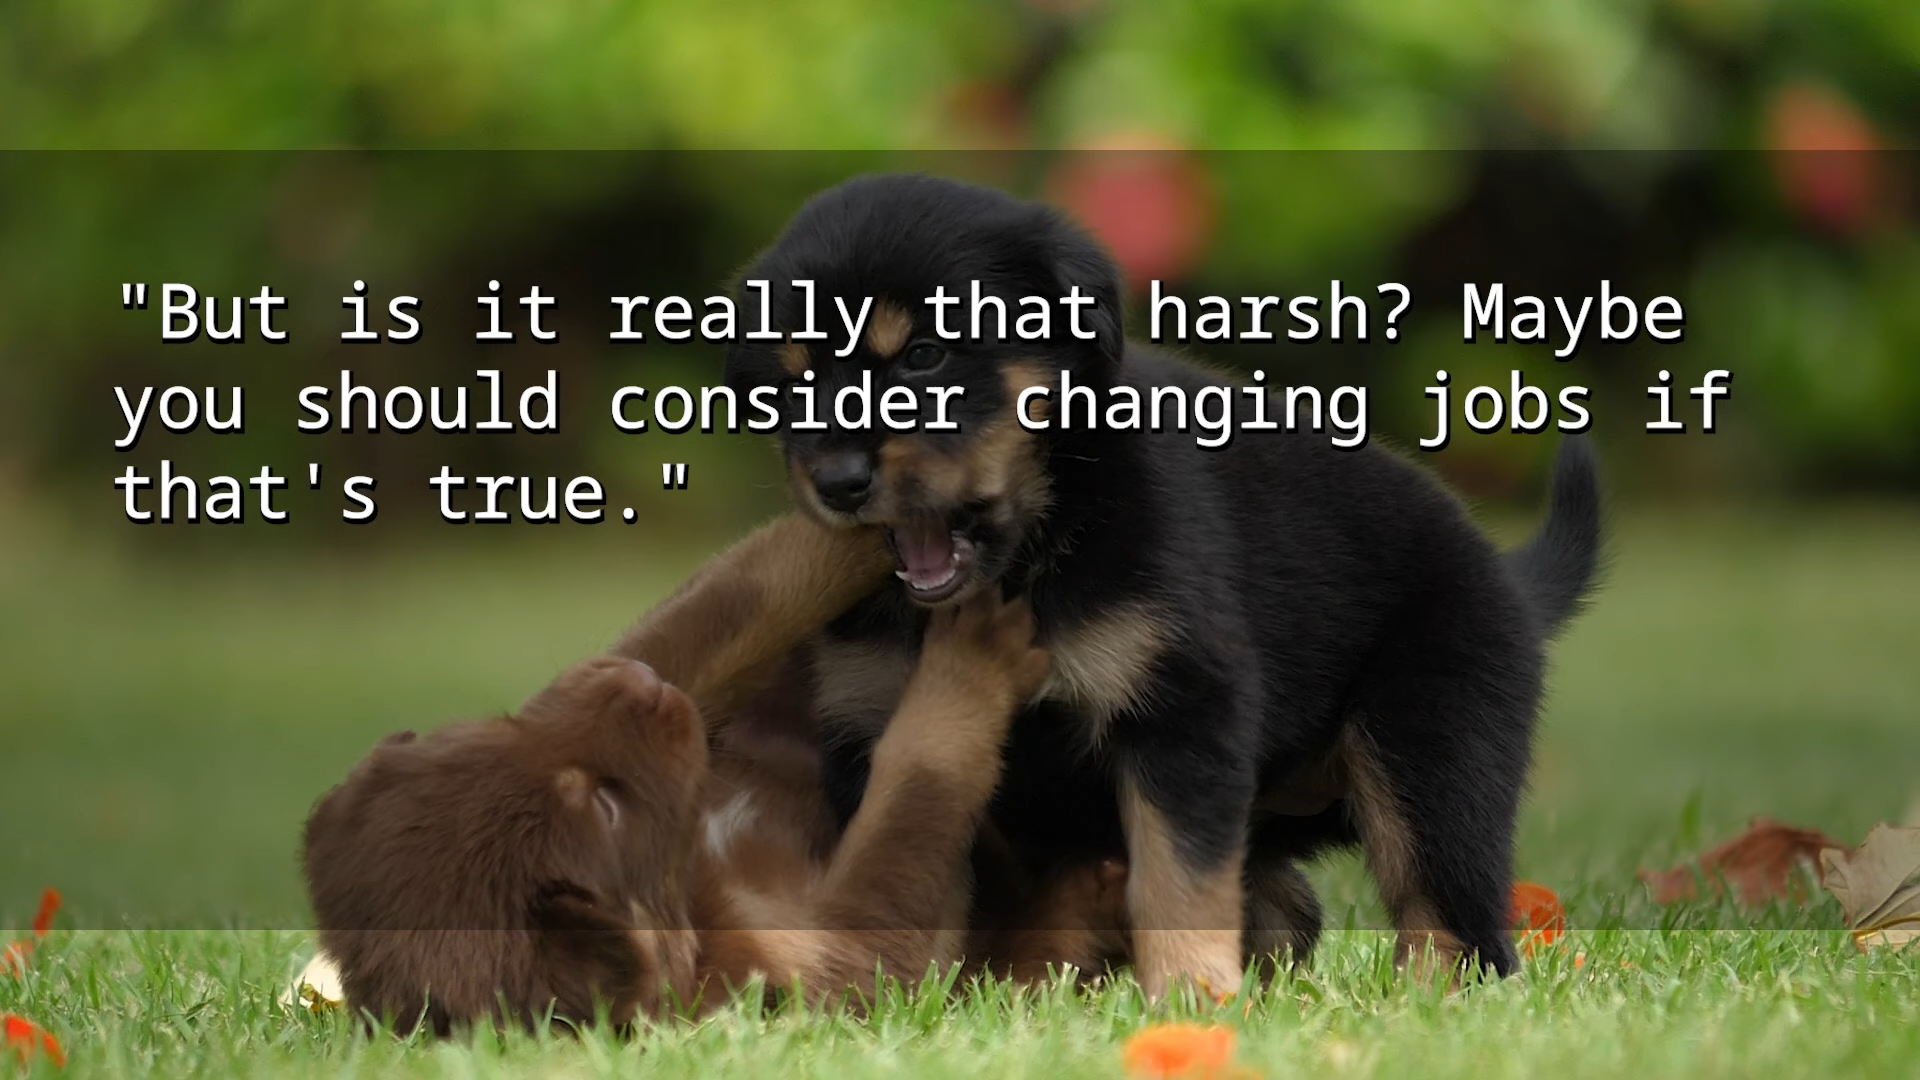 "But is it really that harsh? Maybe
you should consider changing jobs if
that's true."